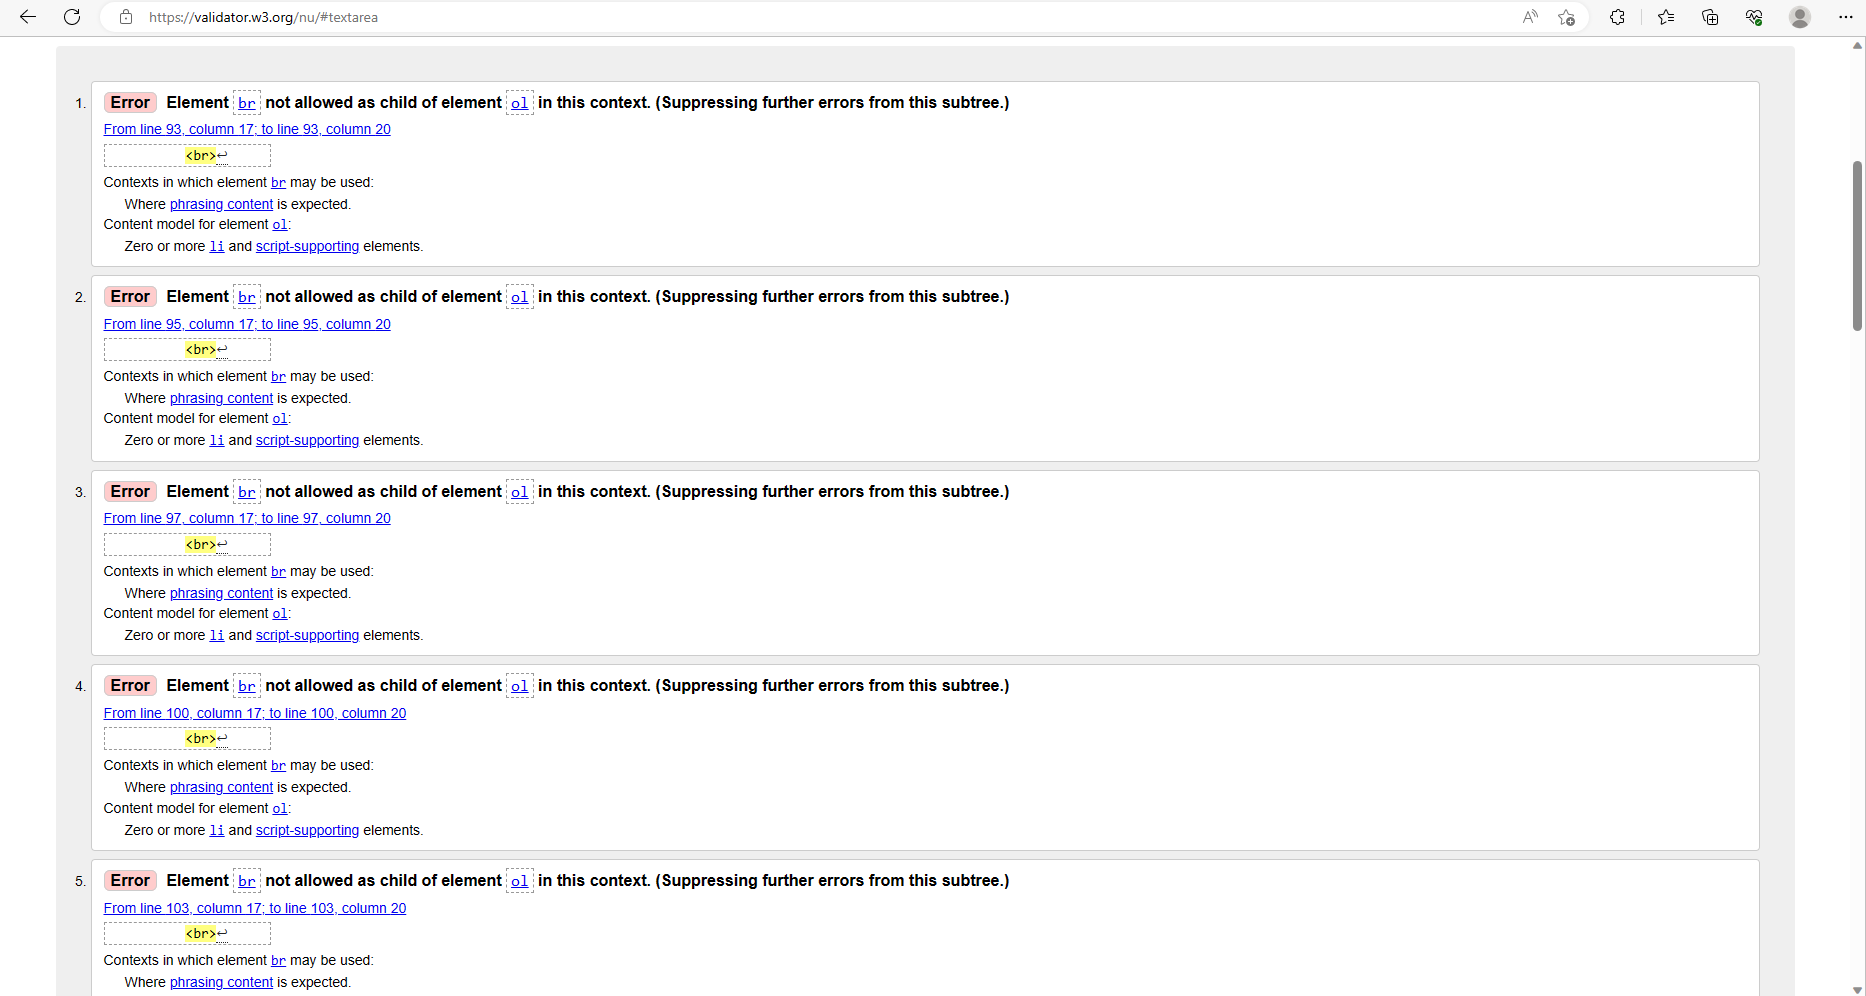 https://validator.w3.org/nu/#textarea
1. Error Element br not allowed as child of element ol in this context. (Suppressing further errors from this subtree.)
From line 93, column 17; to line 93, column 20
<br>↩
Contexts in which element br may be used:
Where phrasing content is expected.
Content model for element ol:
Zero or more li and script-supporting elements.
2. Error Element br not allowed as child of element ol in this context. (Suppressing further errors from this subtree.)
From line 95, column 17; to line 95, column 20
<br>↩
Contexts in which element br may be used:
Where phrasing content is expected.
Content model for element ol:
Zero or more li and script-supporting elements.
3. Error Element br not allowed as child of element ol in this context. (Suppressing further errors from this subtree.)
From line 97, column 17; to line 97, column 20
<br>↩
Contexts in which element br may be used:
Where phrasing content is expected.
Content model for element ol:
Zero or more li and script-supporting elements.
4. Error Element br not allowed as child of element ol in this context. (Suppressing further errors from this subtree.)
From line 100, column 17; to line 100, column 20
<br>↩
Contexts in which element br may be used:
Where phrasing content is expected.
Content model for element ol:
Zero or more li and script-supporting elements.
5. Error Element br not allowed as child of element ol in this context. (Suppressing further errors from this subtree.)
From line 103, column 17; to line 103, column 20
<br>↩
Contexts in which element br may be used:
Where phrasing content is expected.